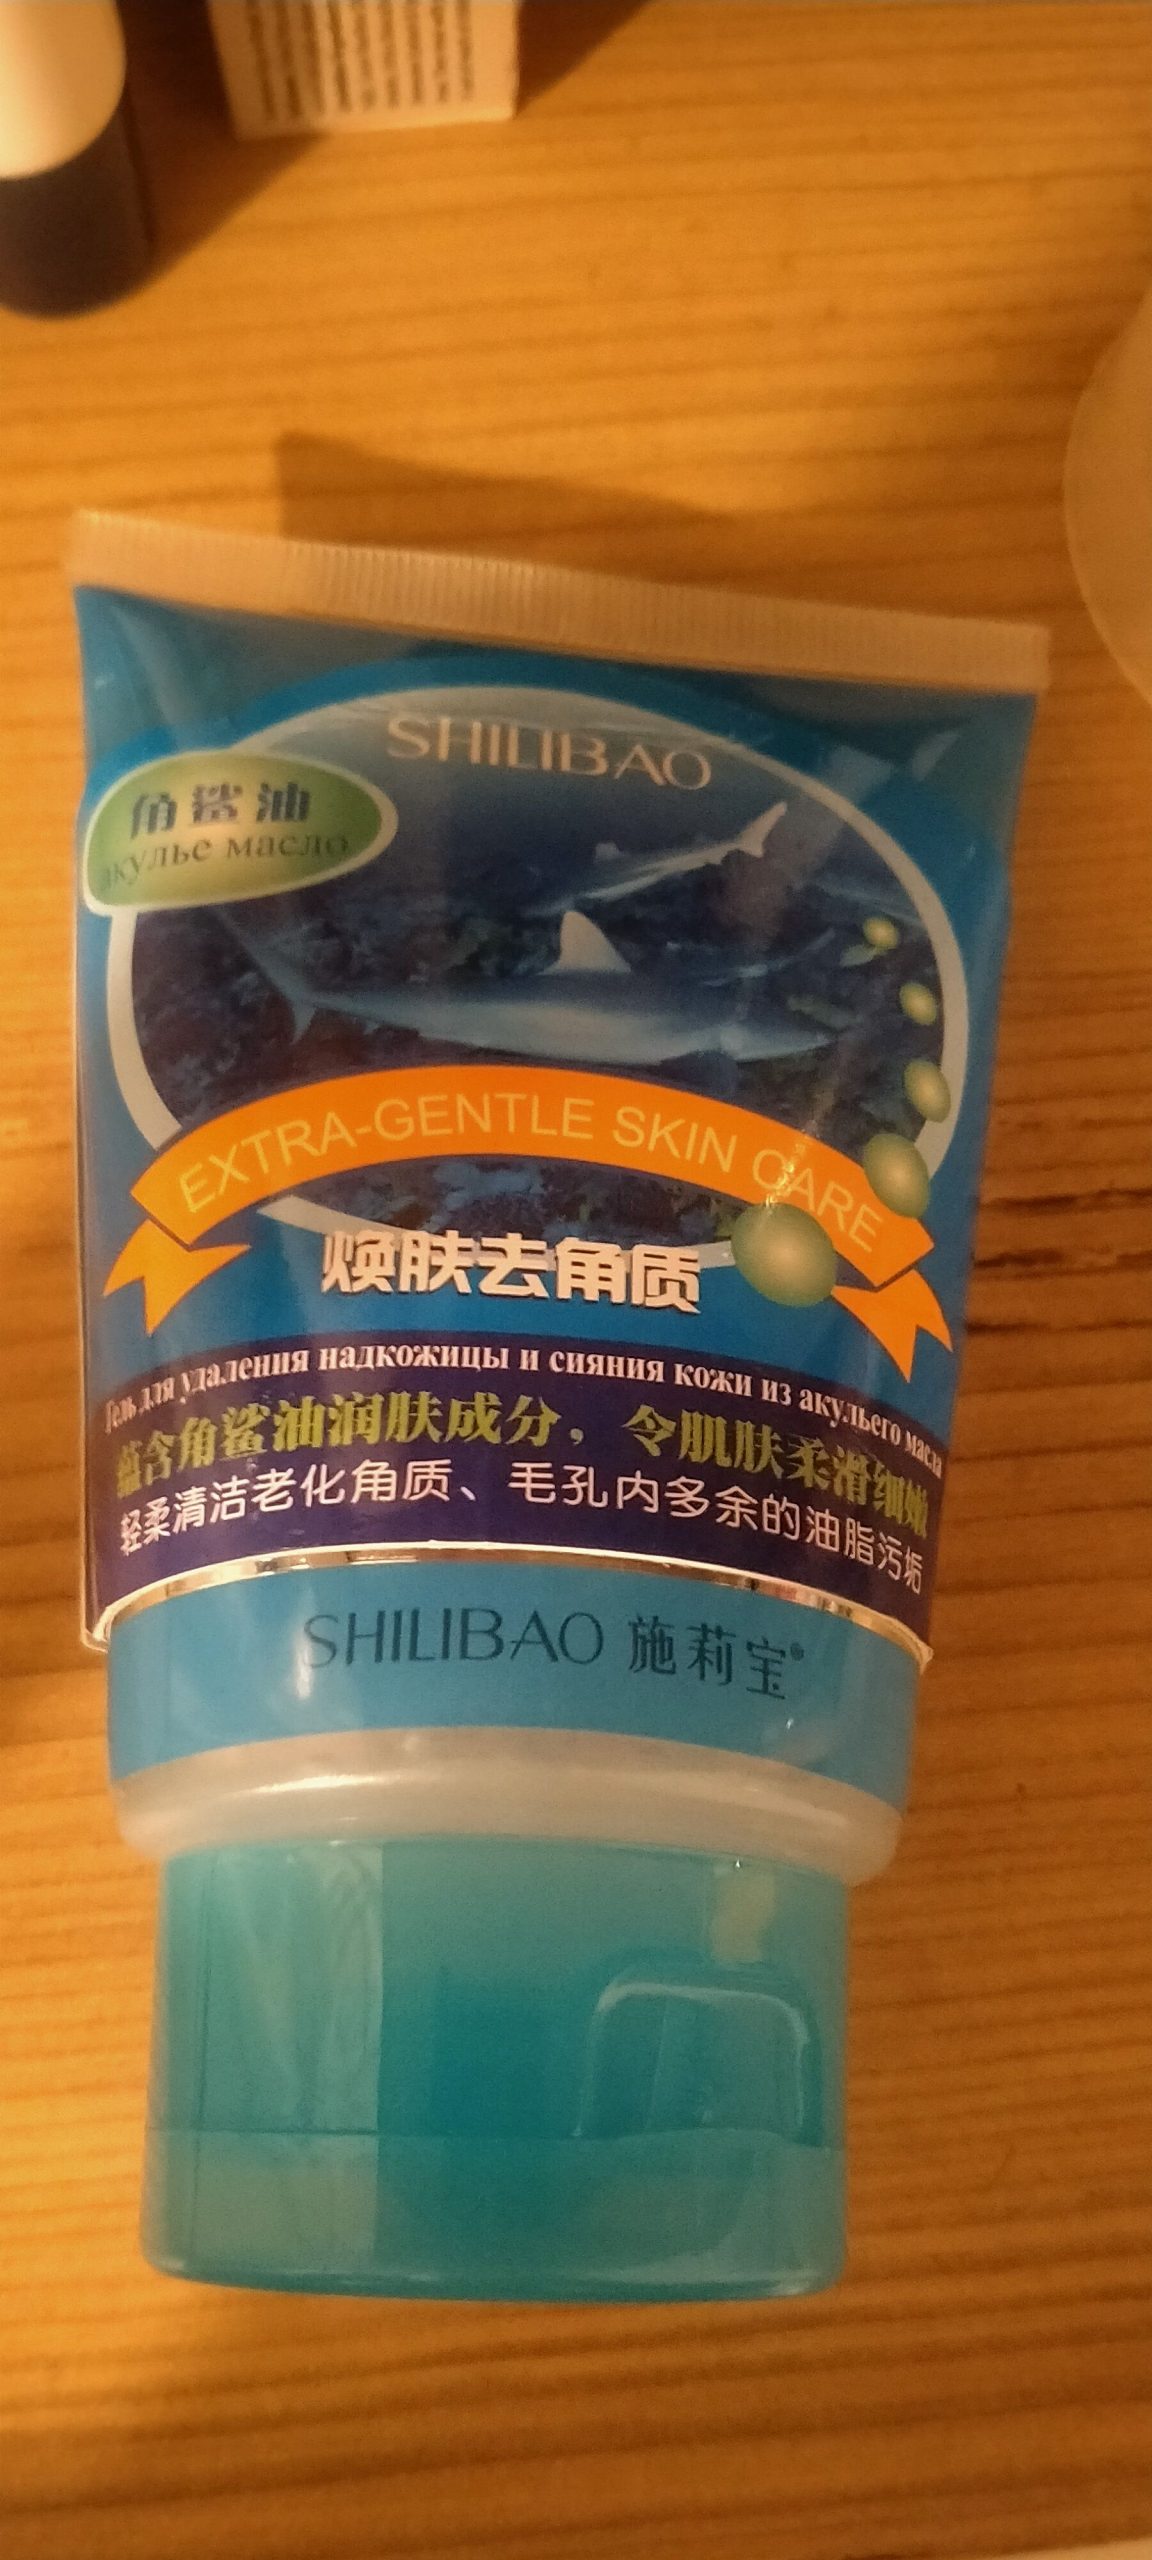 SHILIBAO
角鲨油
акулье масло
EXTRA-GENTLE SKIN CARE
焕肤去角质
Гель для удаления надкожицы и сияния кожи из акульего масла
蕴含角鲨油润肤成分，令肌肤柔滑细嫩
轻柔清洁老化角质、毛孔内多余的油脂污垢
SHILIBAO 施莉宝®